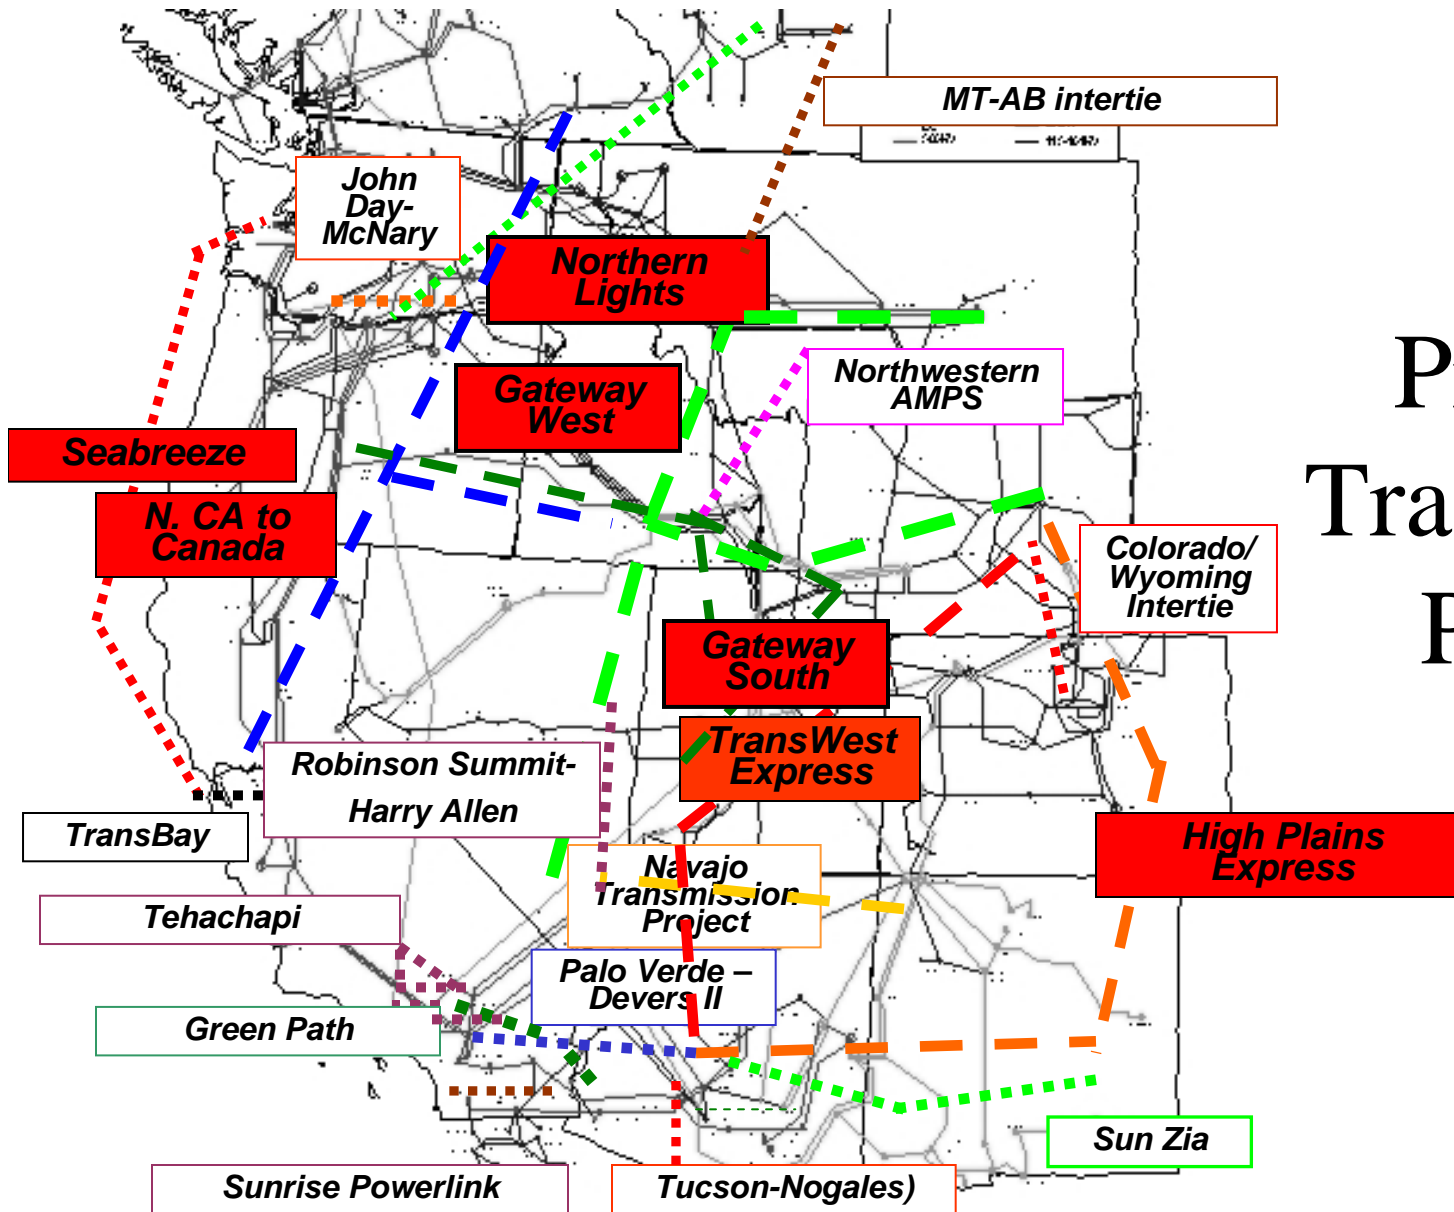 MT-AB intertie
John
Day-
McNary
Northern
Lights
Northwestern
AMPS
Gateway
West
Seabreeze
N. CA to
Canada
Colorado/
Wyoming
Intertie
Gateway
South
TransWest
Express
Robinson Summit-
Harry Allen
TransBay
High Plains
Express
Navajo
Transmission
Project
Tehachapi
Palo Verde –
Devers II
Green Path
Sun Zia
Sunrise Powerlink
Tucson-Nogales)